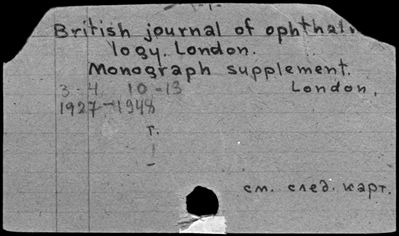 British journal of ophthal
logy. London.
Monograph supplement.
3-4 10-13 London,
1927-1948
т.
см. след. карт.